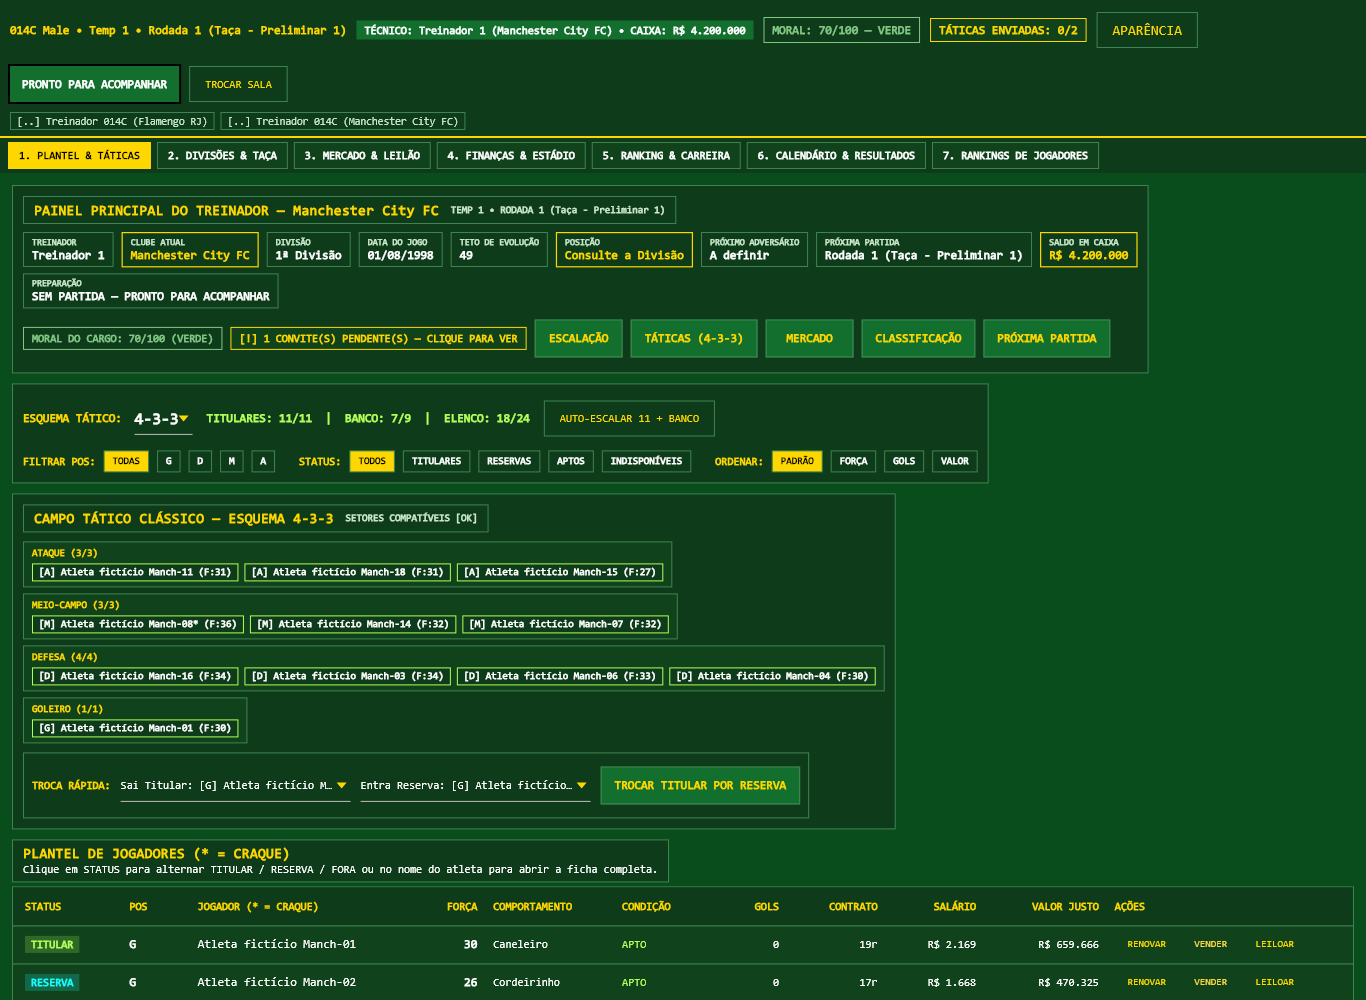 014C Male • Temp 1 • Rodada 1 (Taça - Preliminar 1) TÉCNICO: Treinador 1 (Manchester City FC) • CAIXA: R$ 4.200.000 MORAL: 70/100 — VERDE TÁTICAS ENVIADAS: 0/2 APARÊNCIA
PRONTO PARA ACOMPANHAR TROCAR SALA
[..] Treinador 014C (Flamengo RJ) [..] Treinador 014C (Manchester City FC)
1. PLANTEL & TÁTICAS 2. DIVISÕES & TAÇA 3. MERCADO & LEILÃO 4. FINANÇAS & ESTÁDIO 5. RANKING & CARREIRA 6. CALENDÁRIO & RESULTADOS 7. RANKINGS DE JOGADORES
PAINEL PRINCIPAL DO TREINADOR — Manchester City FC TEMP 1 • RODADA 1 (Taça - Preliminar 1)
TREINADOR CLUBE ATUAL DIVISÃO DATA DO JOGO TETO DE EVOLUÇÃO POSIÇÃO PRÓXIMO ADVERSÁRIO PRÓXIMA PARTIDA SALDO EM CAIXA
Treinador 1 Manchester City FC 1ª Divisão 01/08/1998 49 Consulte a Divisão A definir Rodada 1 (Taça - Preliminar 1) R$ 4.200.000
PREPARAÇÃO
SEM PARTIDA — PRONTO PARA ACOMPANHAR
MORAL DO CARGO: 70/100 (VERDE) [!] 1 CONVITE(S) PENDENTE(S) — CLIQUE PARA VER ESCALAÇÃO TÁTICAS (4-3-3) MERCADO CLASSIFICAÇÃO PRÓXIMA PARTIDA
ESQUEMA TÁTICO: 4-3-3 TITULARES: 11/11 | BANCO: 7/9 | ELENCO: 18/24 AUTO-ESCALAR 11 + BANCO
FILTRAR POS: TODAS G D M A STATUS: TODOS TITULARES RESERVAS APTOS INDISPONÍVEIS ORDENAR: PADRÃO FORÇA GOLS VALOR
CAMPO TÁTICO CLÁSSICO — ESQUEMA 4-3-3 SETORES COMPATÍVEIS [OK]
ATAQUE (3/3)
[A] Atleta fictício Manch-11 (F:31) [A] Atleta fictício Manch-18 (F:31) [A] Atleta fictício Manch-15 (F:27)
MEIO-CAMPO (3/3)
[M] Atleta fictício Manch-08* (F:36) [M] Atleta fictício Manch-14 (F:32) [M] Atleta fictício Manch-07 (F:32)
DEFESA (4/4)
[D] Atleta fictício Manch-16 (F:34) [D] Atleta fictício Manch-03 (F:34) [D] Atleta fictício Manch-06 (F:33) [D] Atleta fictício Manch-04 (F:30)
GOLEIRO (1/1)
[G] Atleta fictício Manch-01 (F:30)
TROCA RÁPIDA: Sai Titular: [G] Atleta fictício M… Entra Reserva: [G] Atleta fictício… TROCAR TITULAR POR RESERVA
PLANTEL DE JOGADORES (* = CRAQUE)
Clique em STATUS para alternar TITULAR / RESERVA / FORA ou no nome do atleta para abrir a ficha completa.
STATUS POS JOGADOR (* = CRAQUE) FORÇA COMPORTAMENTO CONDIÇÃO GOLS CONTRATO SALÁRIO VALOR JUSTO AÇÕES
TITULAR G Atleta fictício Manch-01 30 Caneleiro APTO 0 19r R$ 2.169 R$ 659.666 RENOVAR VENDER LEILOAR
RESERVA G Atleta fictício Manch-02 26 Cordeirinho APTO 0 17r R$ 1.668 R$ 470.325 RENOVAR VENDER LEILOAR